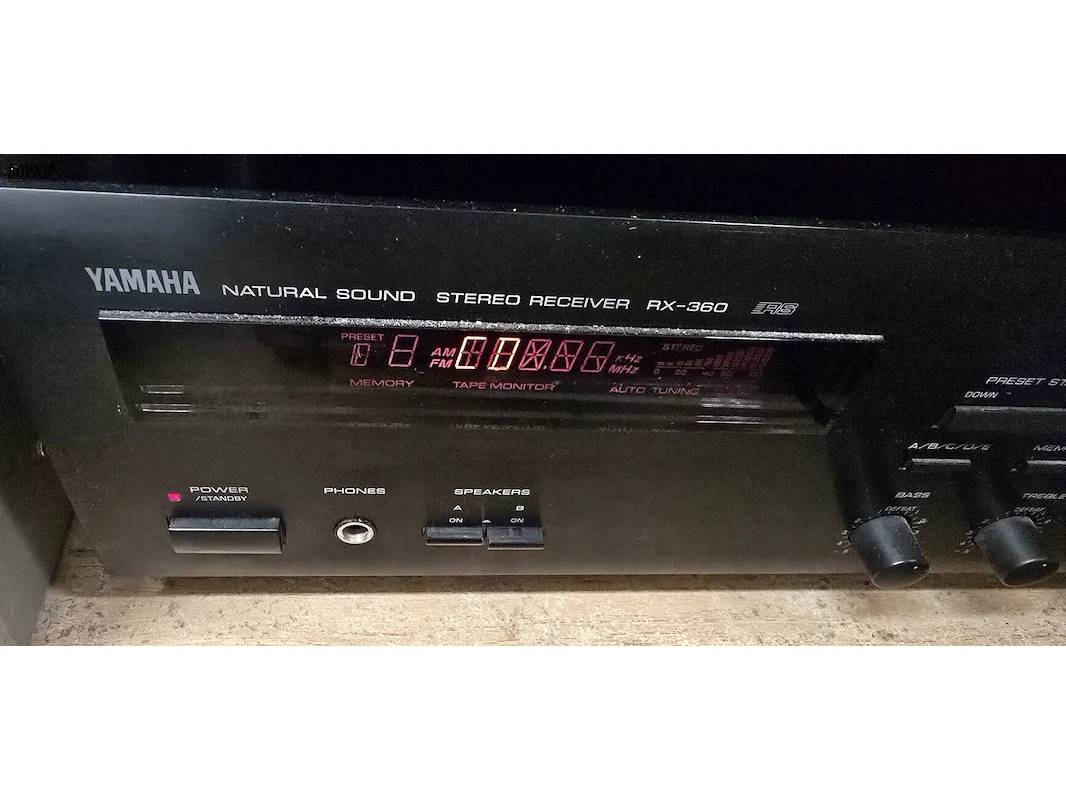 YAMAHA NATURAL SOUND STEREO RECEIVER RX-360 RS
PRESET
AM
FM
kHz
MHz
STEREO
MEMORY TAPE MONITOR AUTO TUNING
PRESET
DOWN
A/B/C/D/E
POWER
/STANDBY
PHONES
SPEAKERS
A B
ON ON
BASS TREBLE
DEFEAT DEFEAT